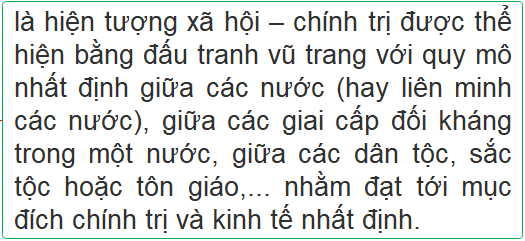 là hiện tượng xã hội – chính trị được thể
hiện bằng đấu tranh vũ trang với quy mô
nhất định giữa các nước (hay liên minh
các nước), giữa các giai cấp đối kháng
trong một nước, giữa các dân tộc, sắc
tộc hoặc tôn giáo,... nhằm đạt tới mục
đích chính trị và kinh tế nhất định.